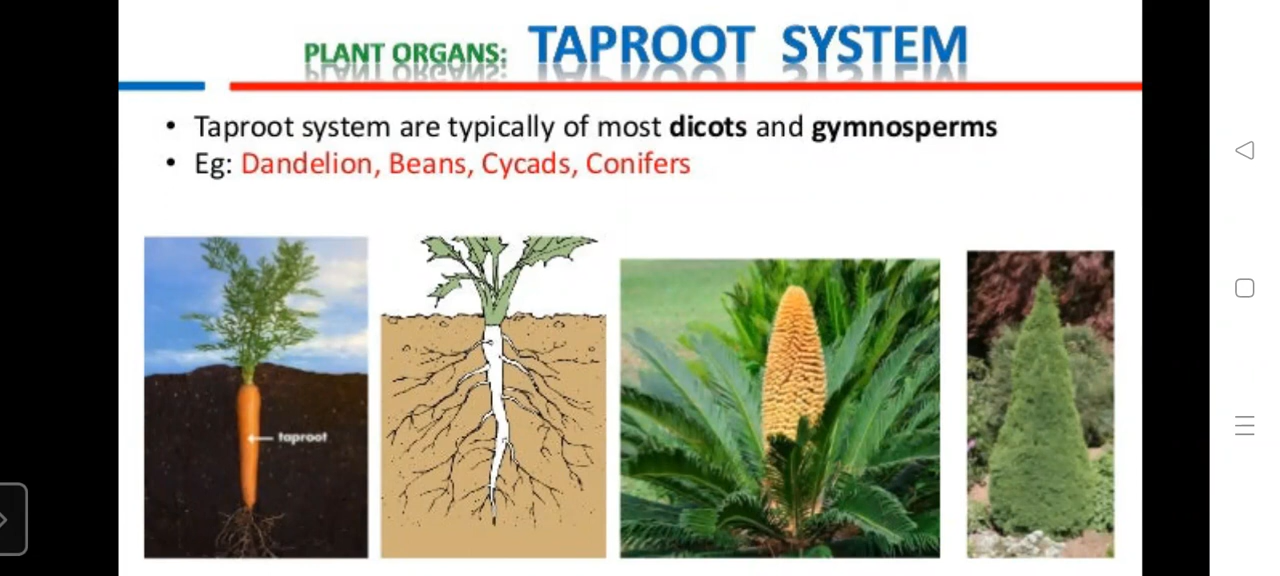 PLANT ORGANS: TAPROOT SYSTEM
• Taproot system are typically of most dicots and gymnosperms
• Eg: Dandelion, Beans, Cycads, Conifers
taproot